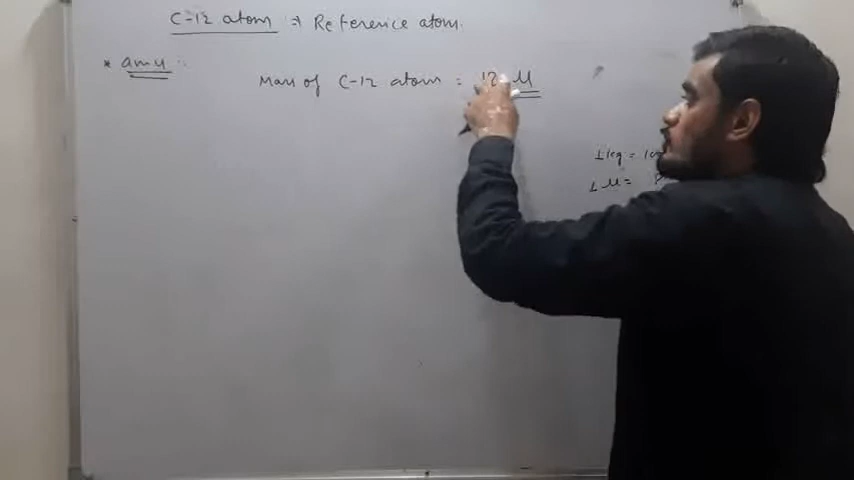 C-12 atom ⇒ Reference atom.
* amu :-
Mass of C-12 atom = 12 u
1 kg =
1 u =